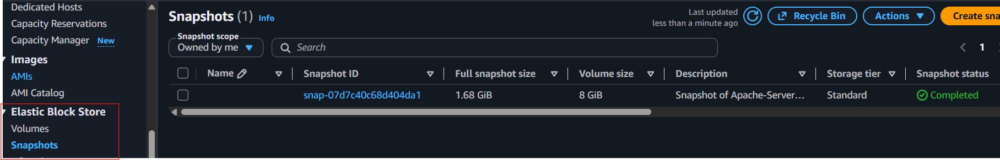 Dedicated Hosts
Capacity Reservations
Capacity Manager New
Images
AMIs
AMI Catalog
Elastic Block Store
Volumes
Snapshots
Snapshots (1) Info
Last updated
less than a minute ago
Recycle Bin
Actions
Create sna
Snapshot scope
Owned by me
Search
1
Name
Snapshot ID
Full snapshot size
Volume size
Description
Storage tier
Snapshot status
snap-07d7c40c68d404da1
1.68 GiB
8 GiB
Snapshot of Apache-Server...
Standard
Completed